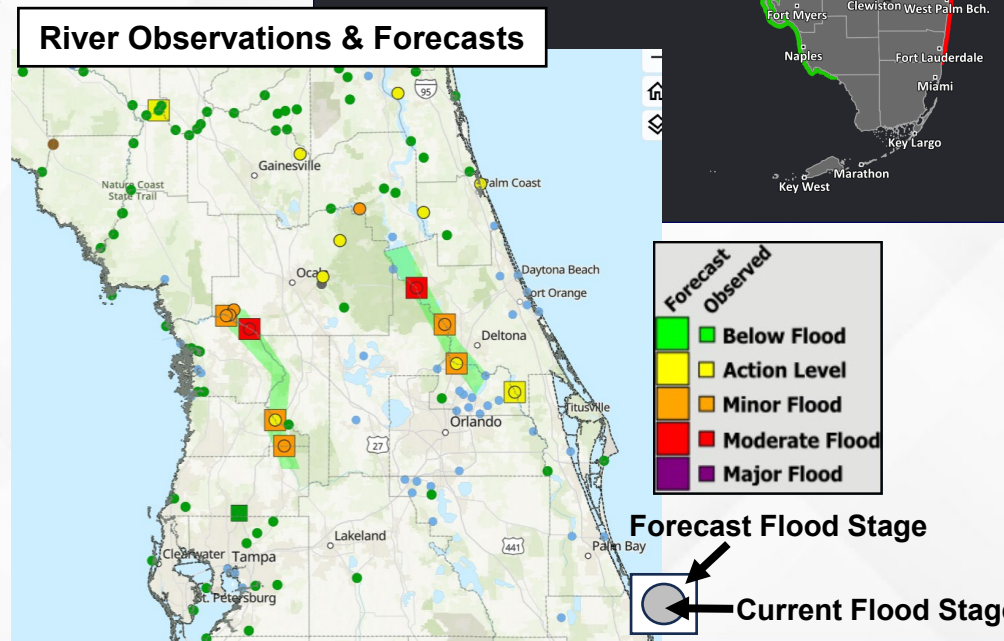 River Observations & Forecasts
Fort Myers
Clewiston
West Palm Bch.
Naples
Fort Lauderdale
Miami
Key Largo
Marathon
Key West
95
Gainesville
Nature Coast
State Trail
Palm Coast
Daytona Beach
Port Orange
Deltona
Titusville
Orlando
27
Lakeland
441
Palm Bay
Clearwater
Tampa
St. Petersburg
Forecast
Observed
Below Flood
Action Level
Minor Flood
Moderate Flood
Major Flood
Forecast Flood Stage
Current Flood Stage